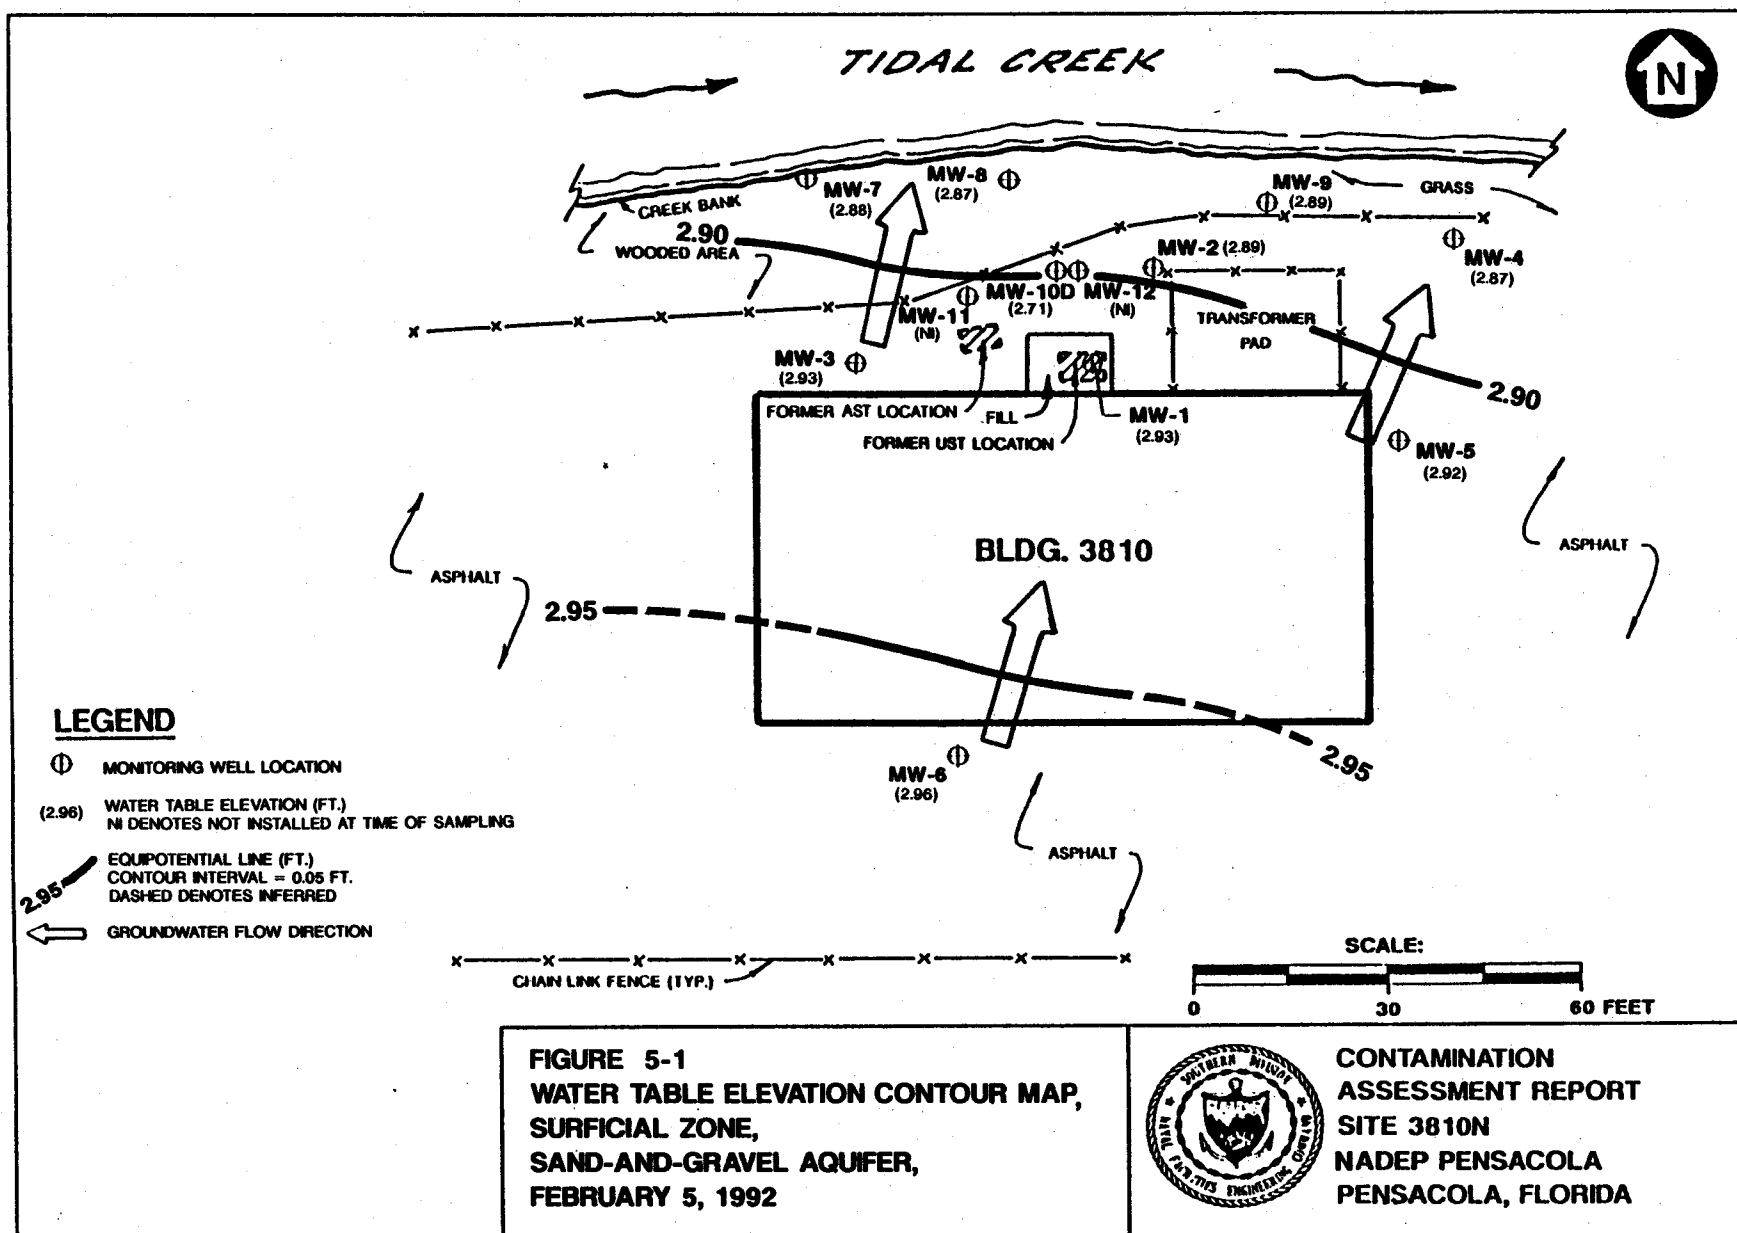 TIDAL CREEK
N
MW-7
(2.88)
MW-8
(2.87)
MW-9
(2.89)
GRASS
CREEK BANK
2.90
WOODED AREA
MW-2 (2.89)
MW-4
(2.87)
MW-10D
(2.71)
MW-12
(NI)
MW-11
(NI)
TRANSFORMER
PAD
MW-3
(2.93)
2.90
FORMER AST LOCATION
FILL
MW-1
(2.93)
FORMER UST LOCATION
MW-5
(2.92)
BLDG. 3810
ASPHALT
ASPHALT
2.95
2.95
MW-6
(2.96)
ASPHALT
LEGEND
MONITORING WELL LOCATION
(2.96)
WATER TABLE ELEVATION (FT.)
NI DENOTES NOT INSTALLED AT TIME OF SAMPLING
2.95
EQUIPOTENTIAL LINE (FT.)
CONTOUR INTERVAL = 0.05 FT.
DASHED DENOTES INFERRED
GROUNDWATER FLOW DIRECTION
CHAIN LINK FENCE (TYP.)
SCALE:
0 30 60 FEET
FIGURE 5-1
WATER TABLE ELEVATION CONTOUR MAP,
SURFICIAL ZONE,
SAND-AND-GRAVEL AQUIFER,
FEBRUARY 5, 1992
SOUTHERN DIVISION
NAVAL FACILITIES ENGINEERING COMMAND
CONTAMINATION
ASSESSMENT REPORT
SITE 3810N
NADEP PENSACOLA
PENSACOLA, FLORIDA